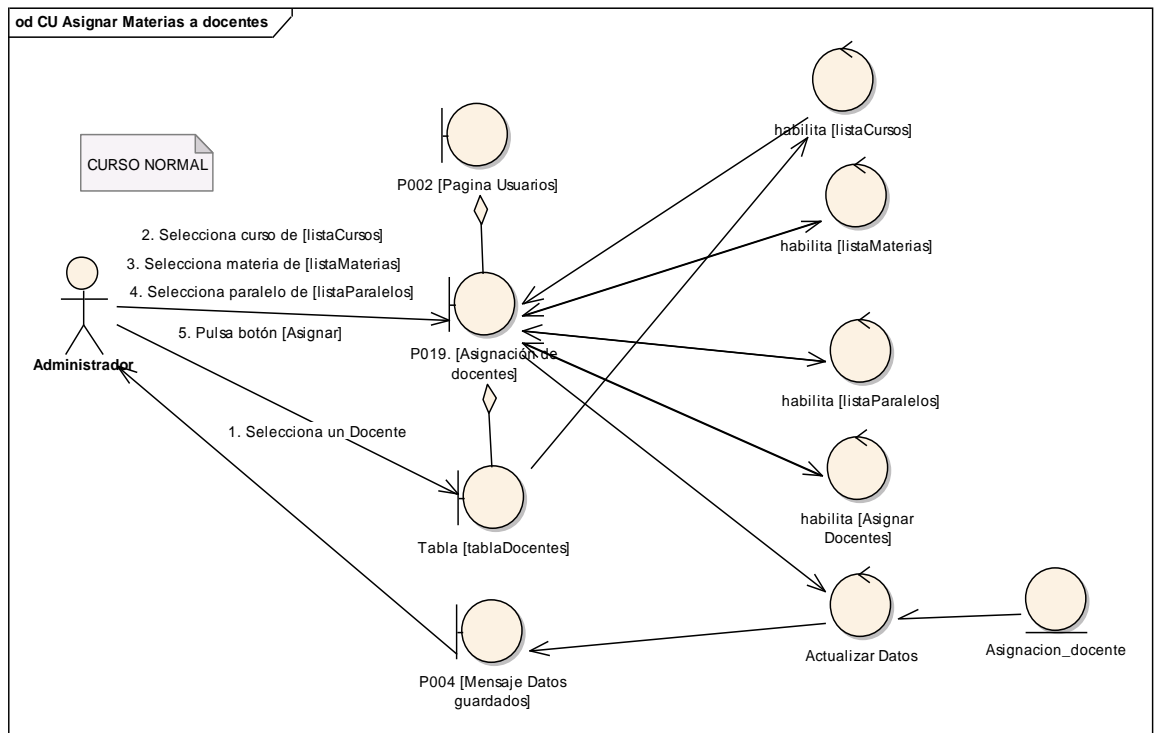 od CU Asignar Materias a docentes
habilita [listaCursos]
CURSO NORMAL
P002 [Pagina Usuarios]
2. Selecciona curso de [listaCursos]
habilita [listaMaterias]
3. Selecciona materia de [listaMaterias]
4. Selecciona paralelo de [listaParalelos]
5. Pulsa botón [Asignar]
Administrador
P019. [Asignación de
docentes]
habilita [listaParalelos]
1. Selecciona un Docente
habilita [Asignar
Docentes]
Tabla [tablaDocentes]
Actualizar Datos
Asignacion_docente
P004 [Mensaje Datos
guardados]